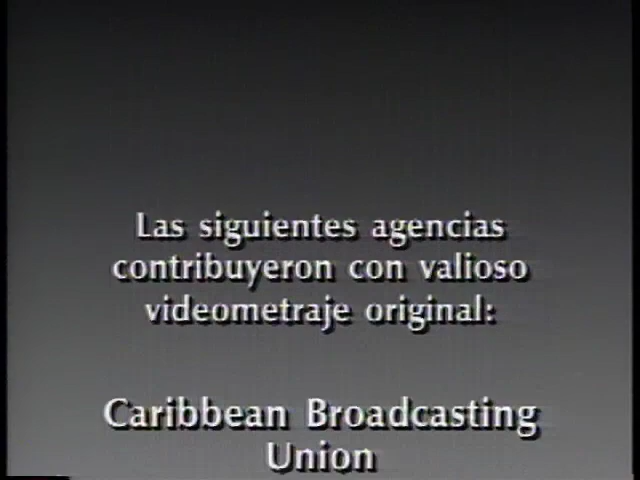 Las siguientes agencias
contribuyeron con valioso
videometraje original:
Caribbean Broadcasting
Union